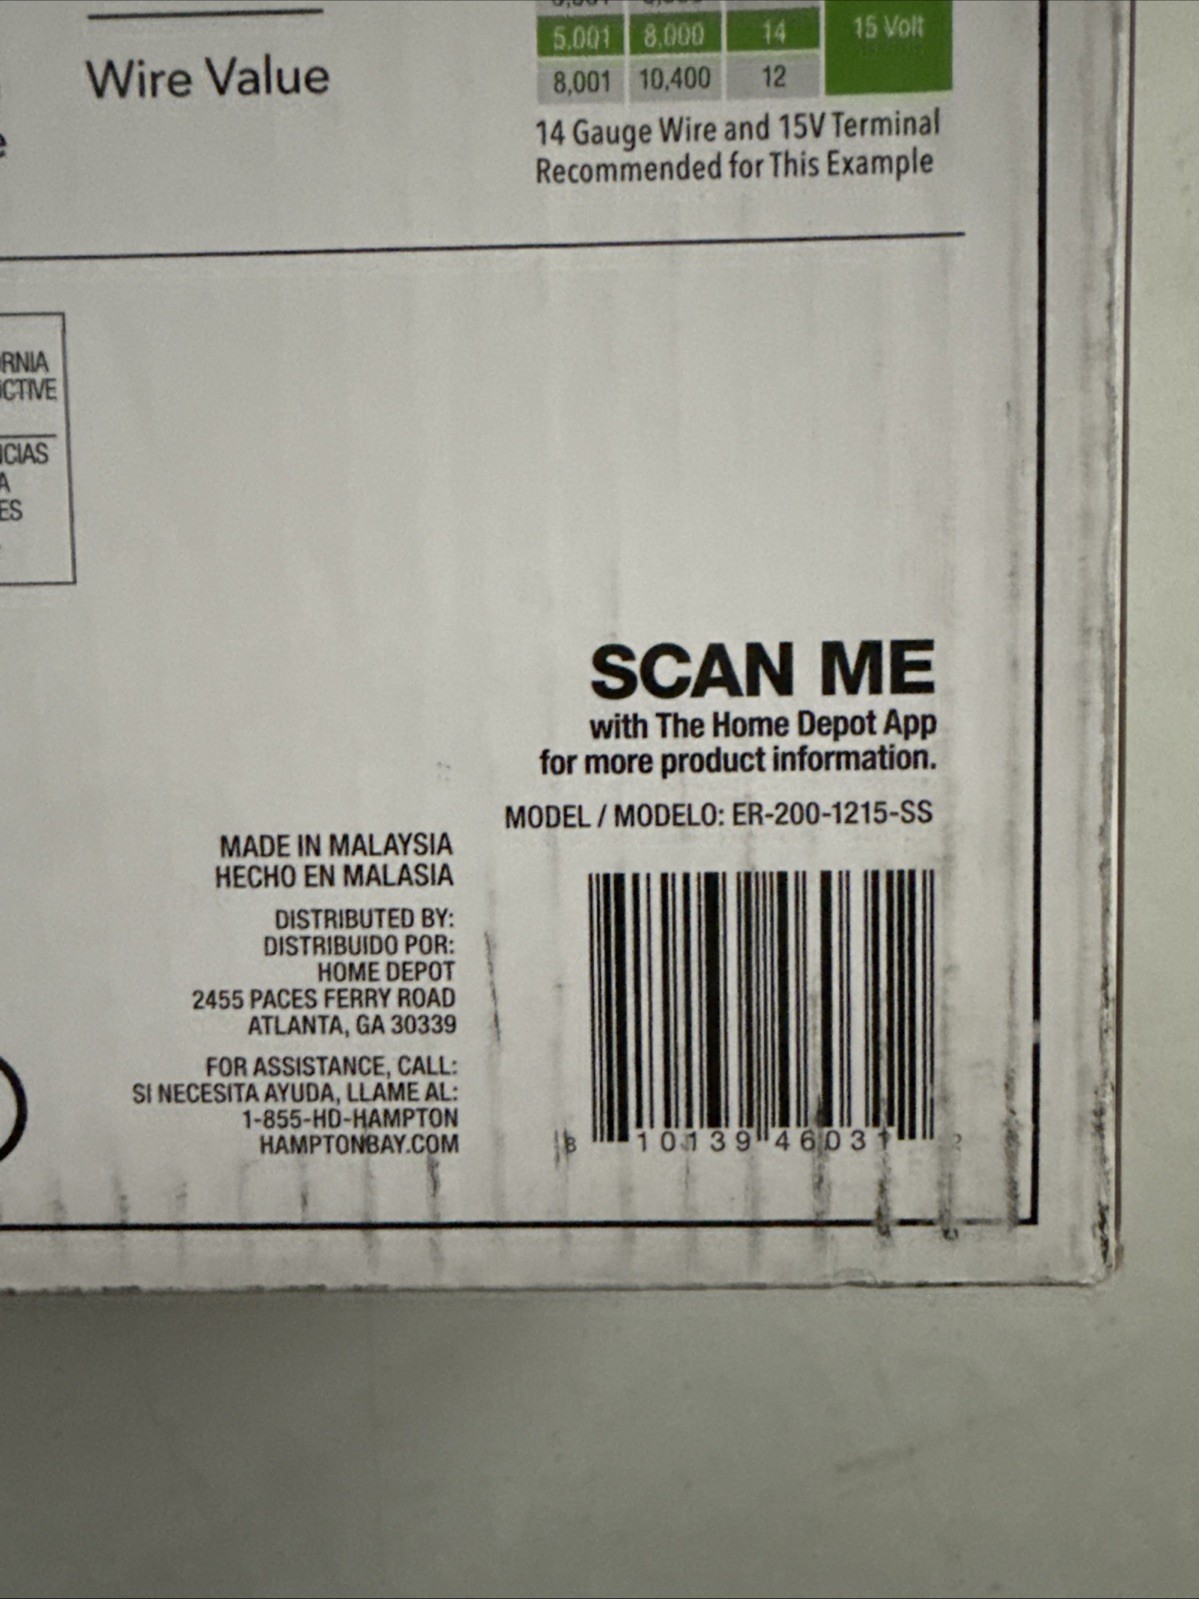 Wire Value
5,001 8,000 14 15 Volt
8,001 10,400 12
14 Gauge Wire and 15V Terminal
Recommended for This Example
SCAN ME
with The Home Depot App
for more product information.
MODEL / MODELO: ER-200-1215-SS
MADE IN MALAYSIA
HECHO EN MALASIA
DISTRIBUTED BY:
DISTRIBUIDO POR:
HOME DEPOT
2455 PACES FERRY ROAD
ATLANTA, GA 30339
FOR ASSISTANCE, CALL:
SI NECESITA AYUDA, LLAME AL:
1-855-HD-HAMPTON
HAMPTONBAY.COM
8 10139 46031 2